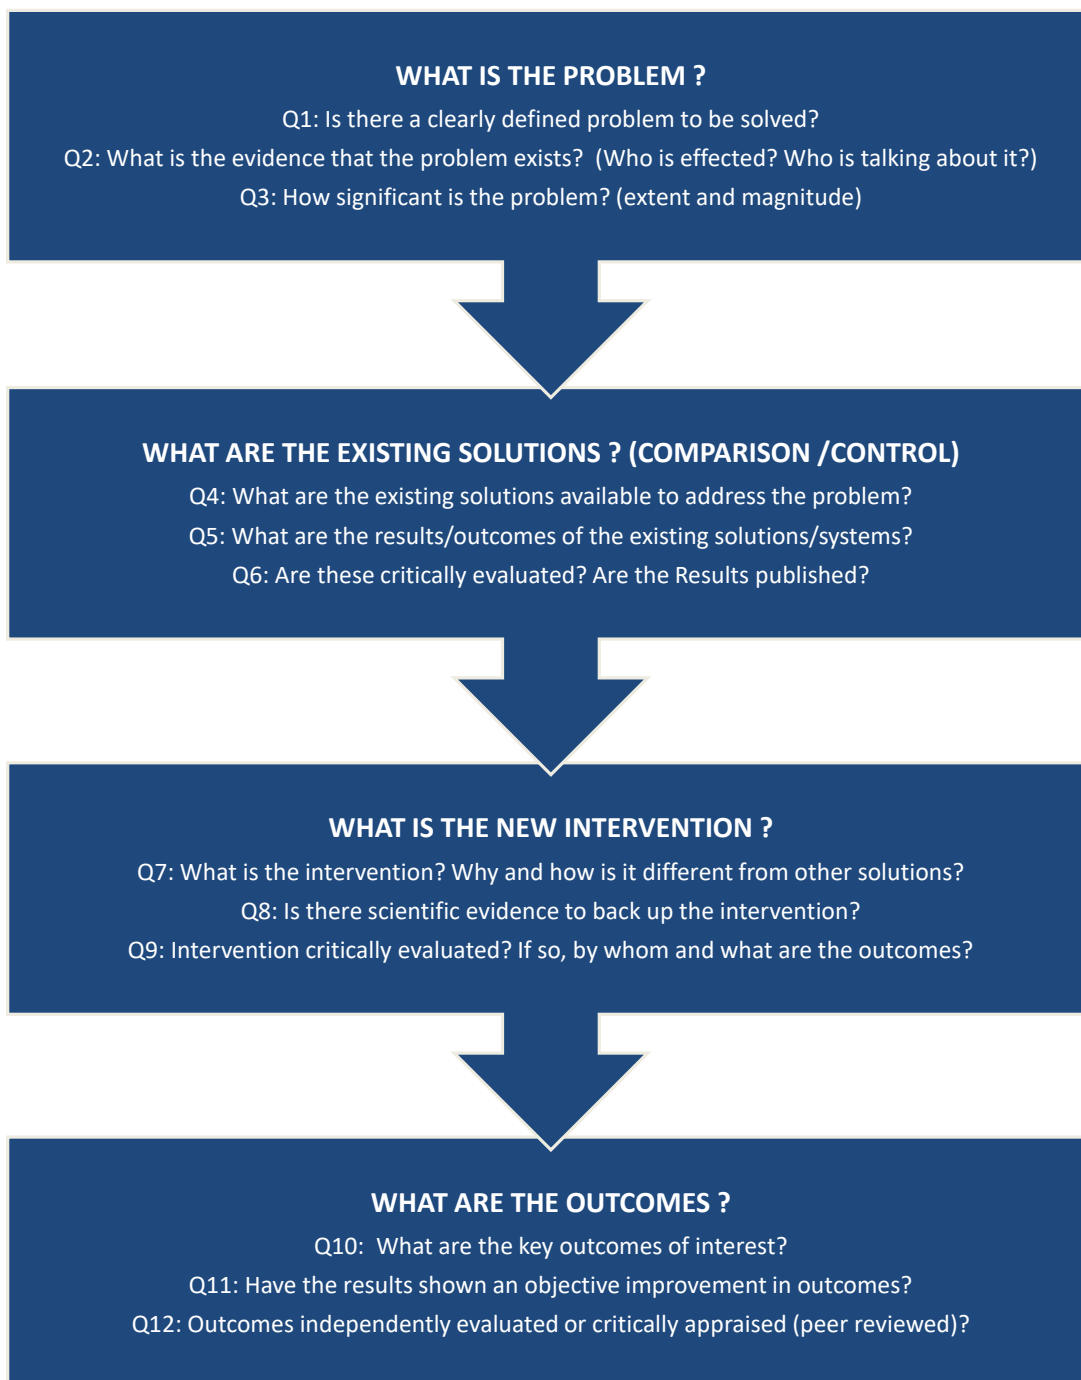 WHAT IS THE PROBLEM ?
Q1: Is there a clearly defined problem to be solved?
Q2: What is the evidence that the problem exists?  (Who is effected? Who is talking about it?)
Q3: How significant is the problem? (extent and magnitude)
WHAT ARE THE EXISTING SOLUTIONS ? (COMPARISON /CONTROL)
Q4: What are the existing solutions available to address the problem?
Q5: What are the results/outcomes of the existing solutions/systems?
Q6: Are these critically evaluated? Are the Results published?
WHAT IS THE NEW INTERVENTION ?
Q7: What is the intervention? Why and how is it different from other solutions?
Q8: Is there scientific evidence to back up the intervention?
Q9: Intervention critically evaluated? If so, by whom and what are the outcomes?
WHAT ARE THE OUTCOMES ?
Q10:  What are the key outcomes of interest?
Q11: Have the results shown an objective improvement in outcomes?
Q12: Outcomes independently evaluated or critically appraised (peer reviewed)?